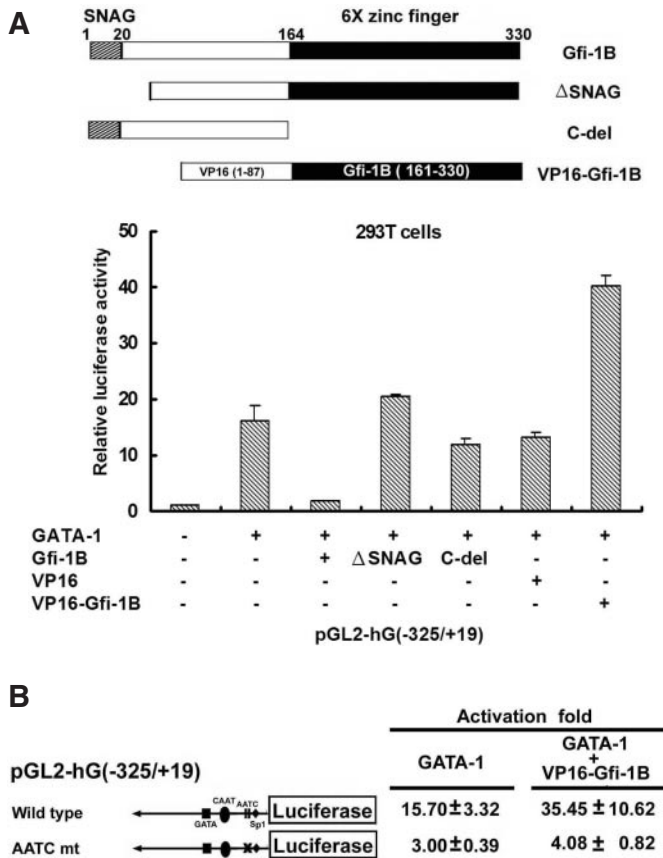 A
SNAG 6X zinc finger
1 20 164 330
Gfi-1B
ΔSNAG
C-del
VP16 (1-87) Gfi-1B ( 161-330) VP16-Gfi-1B
293T cells
Relative luciferase activity
50
40
30
20
10
0
GATA-1 - + + + + + +
Gfi-1B - - + ΔSNAG C-del - -
VP16 - - - - - + -
VP16-Gfi-1B - - - - - - +
pGL2-hG(-325/+19)
B
Activation fold
pGL2-hG(-325/+19) GATA-1 GATA-1 + VP16-Gfi-1B
Wild type GATA CAAT AATC Sp1 Luciferase 15.70±3.32 35.45 ± 10.62
AATC mt Luciferase 3.00±0.39 4.08 ± 0.82